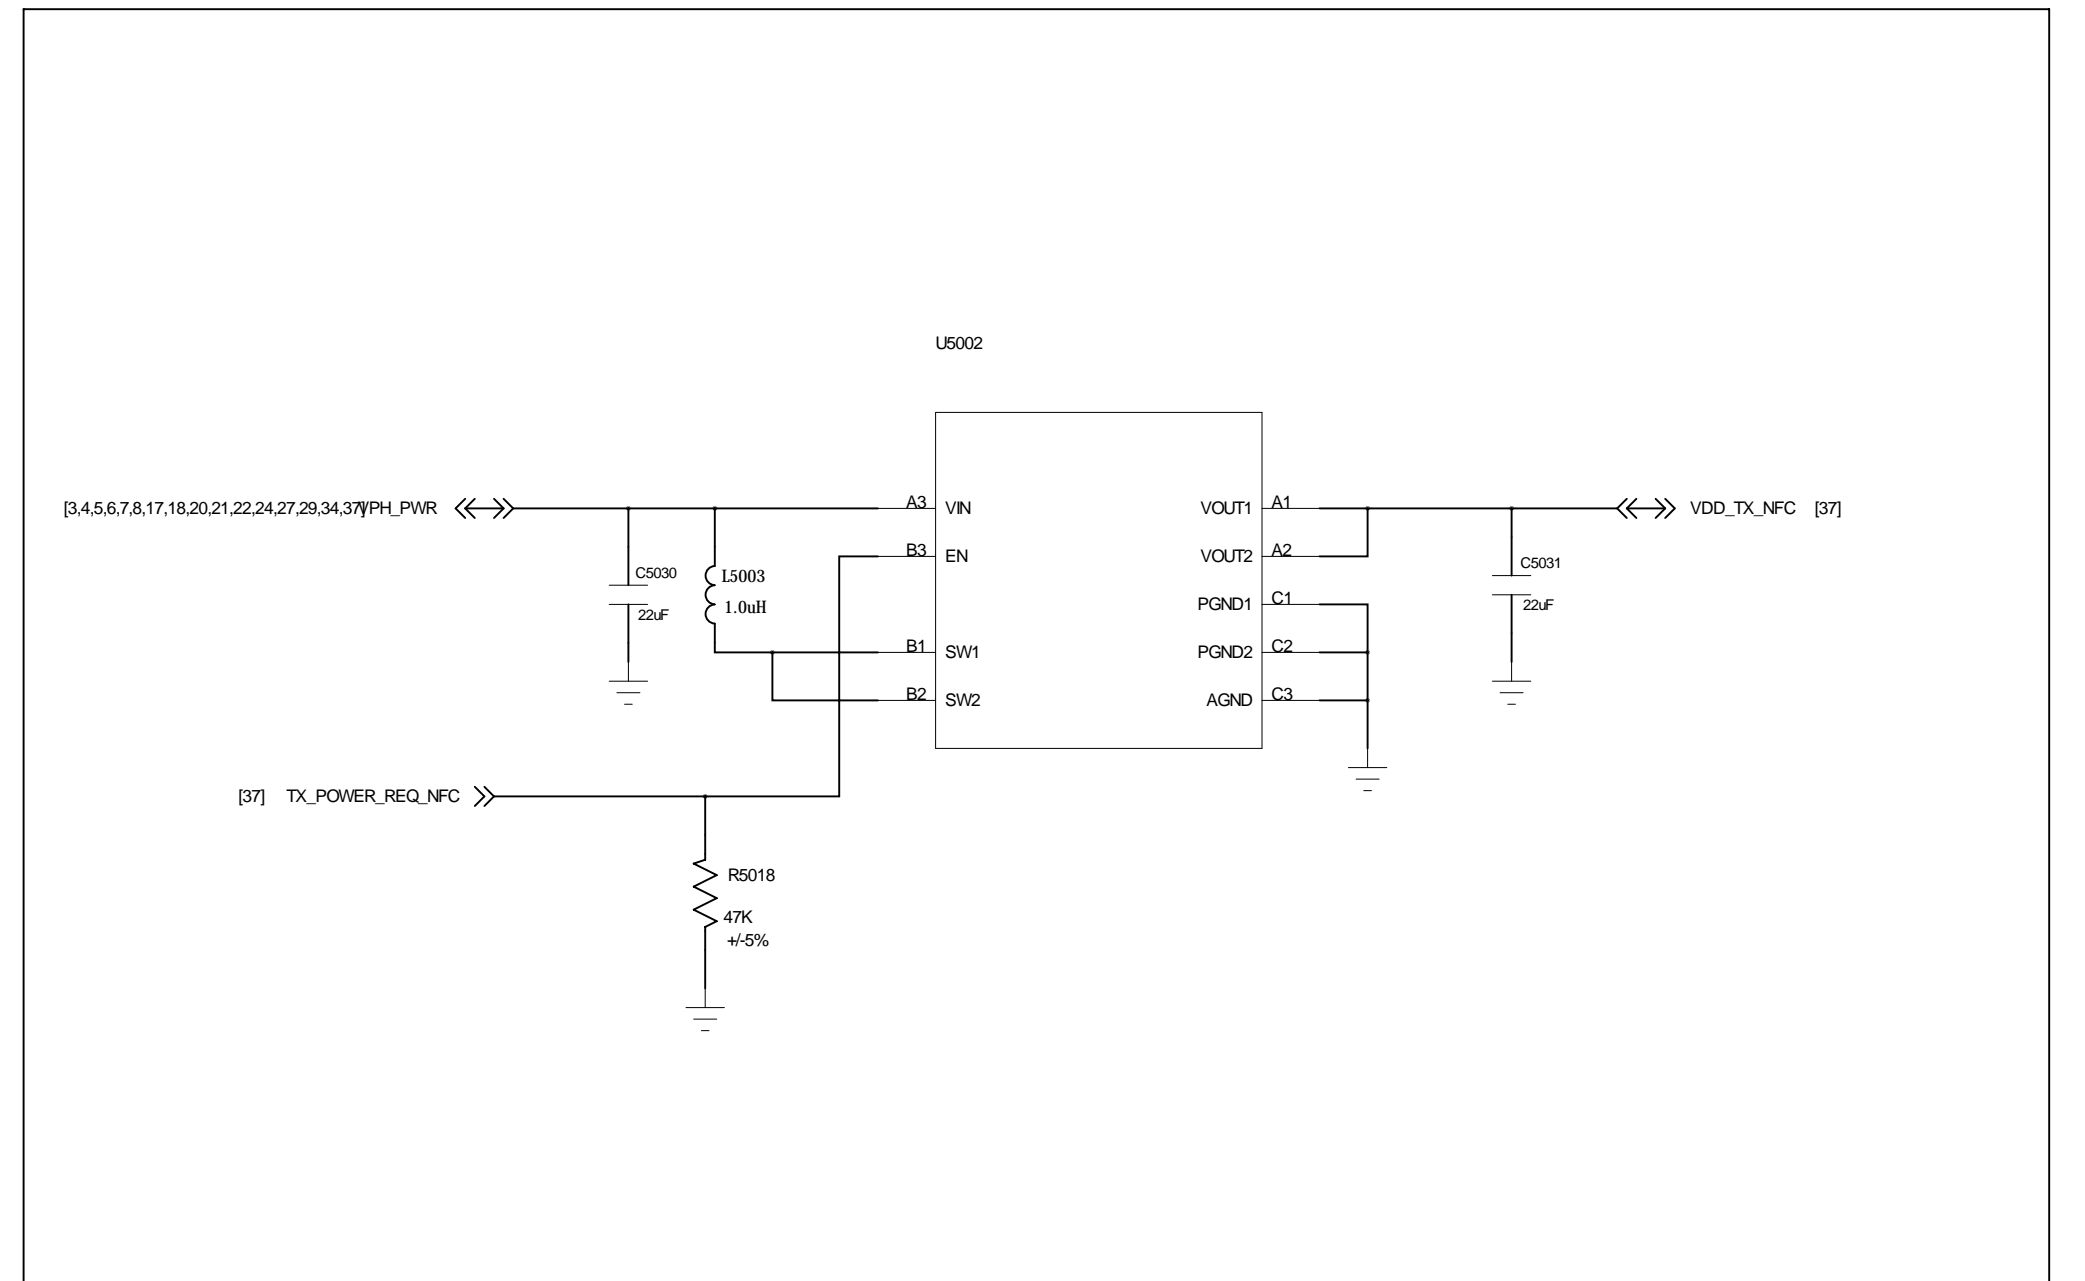 U5002
[3,4,5,6,7,8,17,18,20,21,22,24,27,29,34,37] VPH_PWR
A3 VIN
VOUT1 A1
VDD_TX_NFC [37]
B3 EN
VOUT2 A2
C5030
22uF
L5003
1.0uH
C5031
22uF
PGND1 C1
B1 SW1
PGND2 C2
B2 SW2
AGND C3
[37] TX_POWER_REQ_NFC
R5018
47K
+/-5%